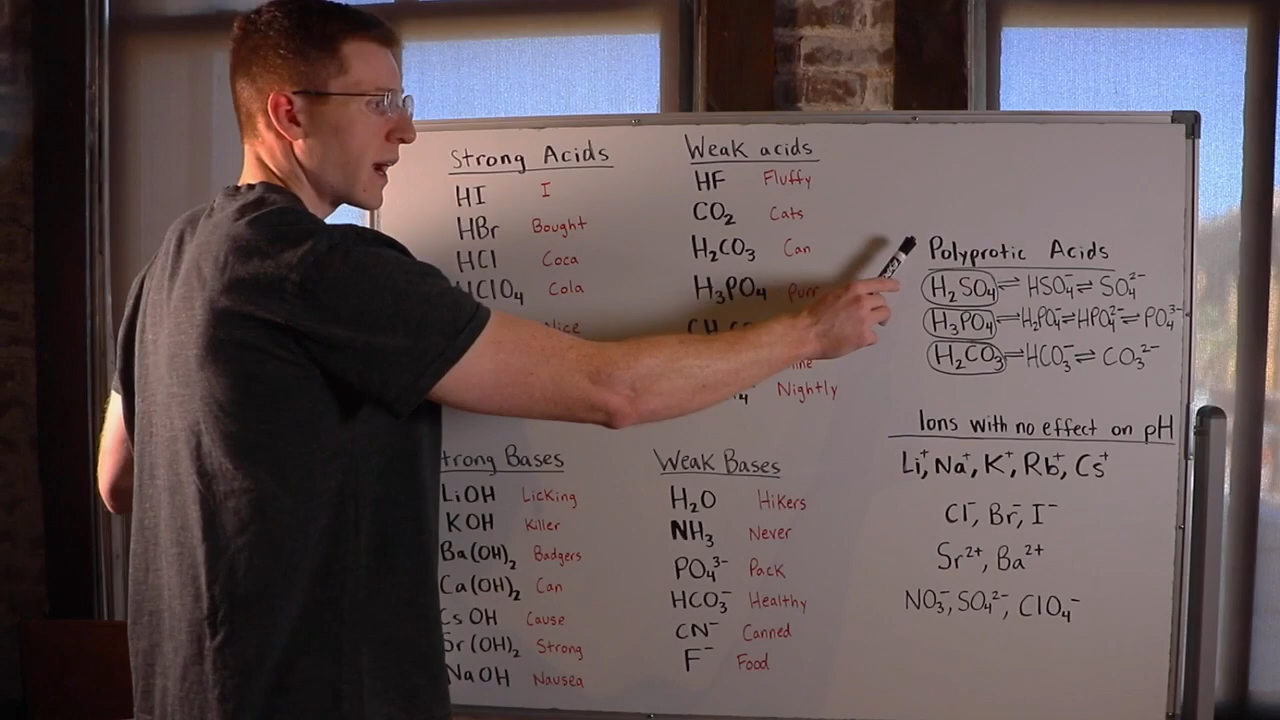 Strong Acids
HI I
HBr Bought
HCl Coca
HClO₄ Cola
Nice
Weak acids
HF Fluffy
CO₂ Cats
H₂CO₃ Can
H₃PO₄ Purr
Nightly
Polyprotic Acids
H₂SO₄ ⇌ HSO₄⁻ ⇌ SO₄²⁻
H₃PO₄ ⇌ H₂PO₄⁻ ⇌ HPO₄²⁻ ⇌ PO₄³⁻
H₂CO₃ ⇌ HCO₃⁻ ⇌ CO₃²⁻
Strong Bases
LiOH Licking
KOH Killer
Ba(OH)₂ Badgers
Ca(OH)₂ Can
CsOH Cause
Sr(OH)₂ Strong
NaOH Nausea
Weak Bases
H₂O Hikers
NH₃ Never
PO₄³⁻ Pack
HCO₃⁻ Healthy
CN⁻ Canned
F⁻ Food
Ions with no effect on pH
Li⁺, Na⁺, K⁺, Rb⁺, Cs⁺
Cl⁻, Br⁻, I⁻
Sr²⁺, Ba²⁺
NO₃⁻, SO₄²⁻, ClO₄⁻